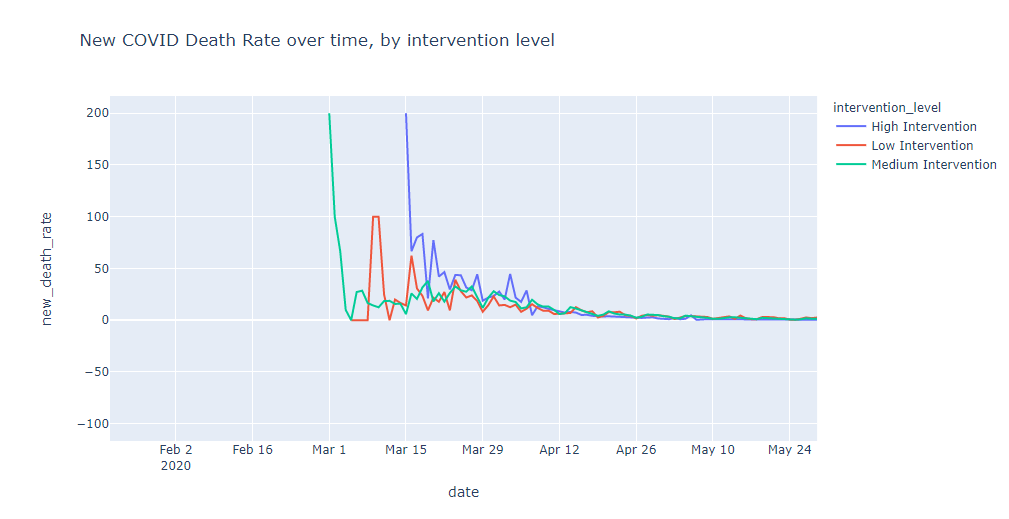 New COVID Death Rate over time, by intervention level
intervention_level
High Intervention
Low Intervention
Medium Intervention
200
150
100
50
0
−50
−100
new_death_rate
Feb 2
2020
Feb 16
Mar 1
Mar 15
Mar 29
Apr 12
Apr 26
May 10
May 24
date